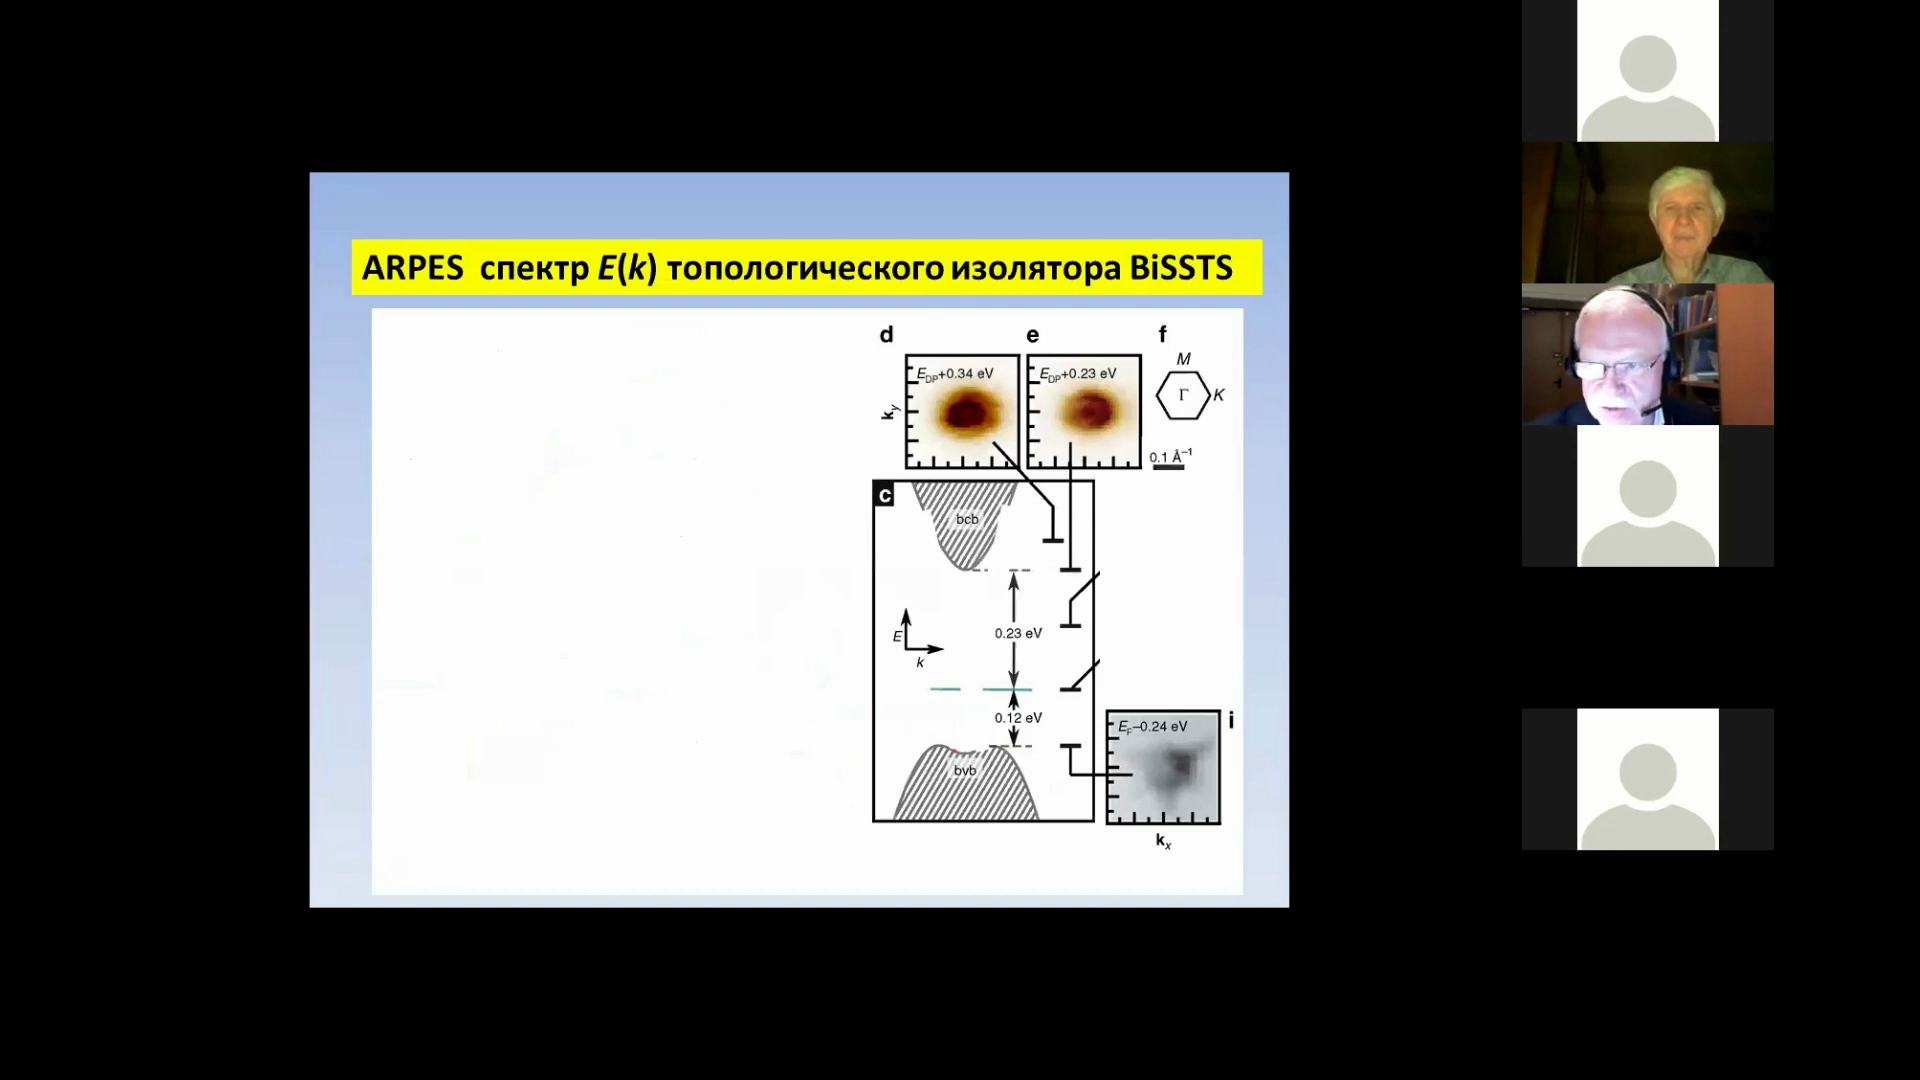 ARPES спектр E(k) топологического изолятора BiSSTS
d
e
f
E_DP+0.34 eV
E_DP+0.23 eV
M
Γ
K
k_y
0.1 Å⁻¹
c
bcb
E
k
0.23 eV
0.12 eV
bvb
E_F−0.24 eV
i
k_x